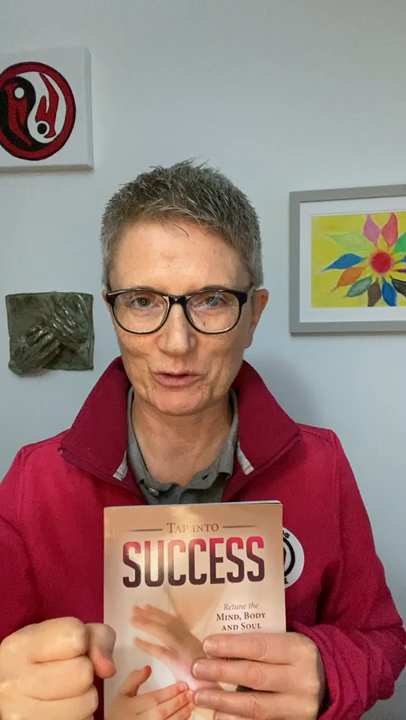 TAP INTO
SUCCESS
Retune the
MIND, BODY
AND SOUL